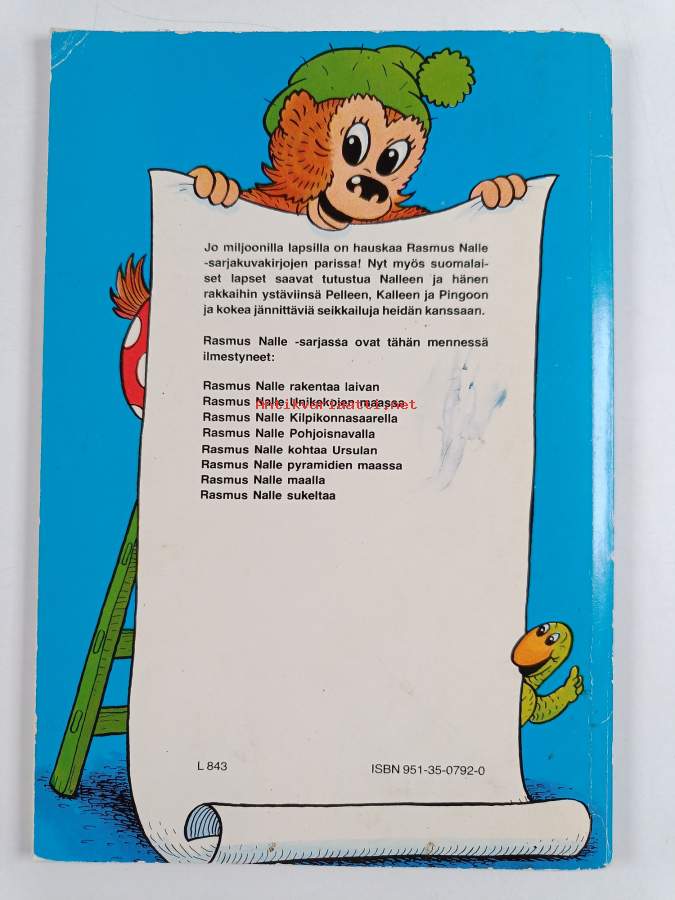 Jo miljoonilla lapsilla on hauskaa Rasmus Nalle
-sarjakuvakirjojen parissa! Nyt myös suomalai-
set lapset saavat tutustua Nalleen ja hänen
rakkaihin ystäviinsä Pelleen, Kalleen ja Pingoon
ja kokea jännittäviä seikkailuja heidän kanssaan.
Rasmus Nalle -sarjassa ovat tähän mennessä
ilmestyneet:
Rasmus Nalle rakentaa laivan
Rasmus Nalle Unikekojen maassa
Antikvariaatti.net
Rasmus Nalle Kilpikonnasaarella
Rasmus Nalle Pohjoisnavalla
Rasmus Nalle kohtaa Ursulan
Rasmus Nalle pyramidien maassa
Rasmus Nalle maalla
Rasmus Nalle sukeltaa
L 843 ISBN 951-35-0792-0